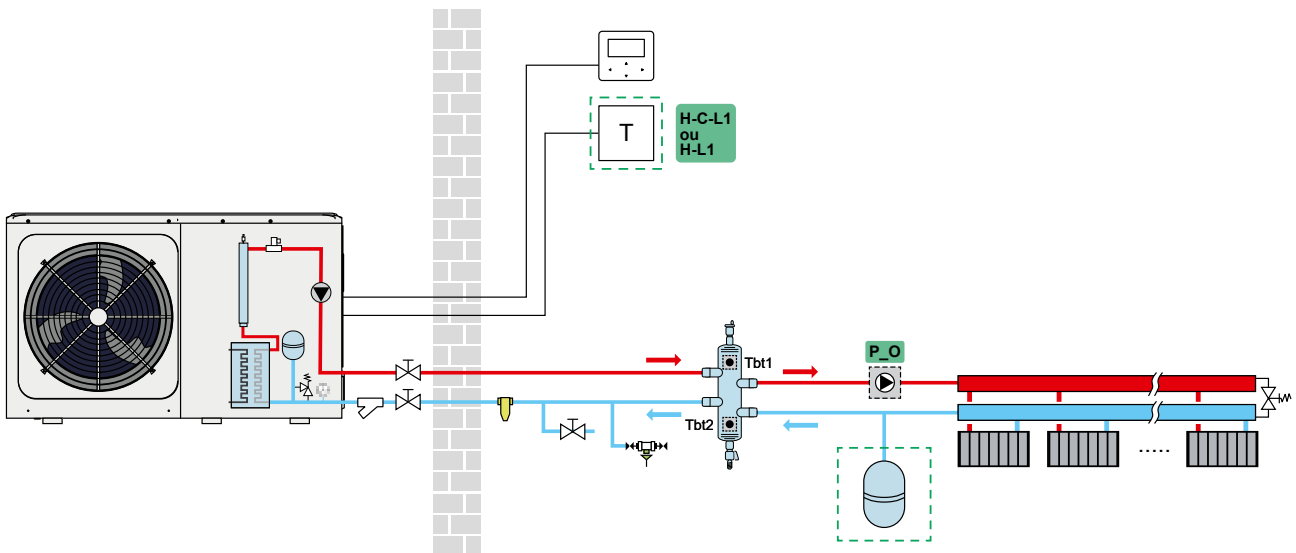 H-C-L1
ou
H-L1
T
P_O
Tbt1
Tbt2